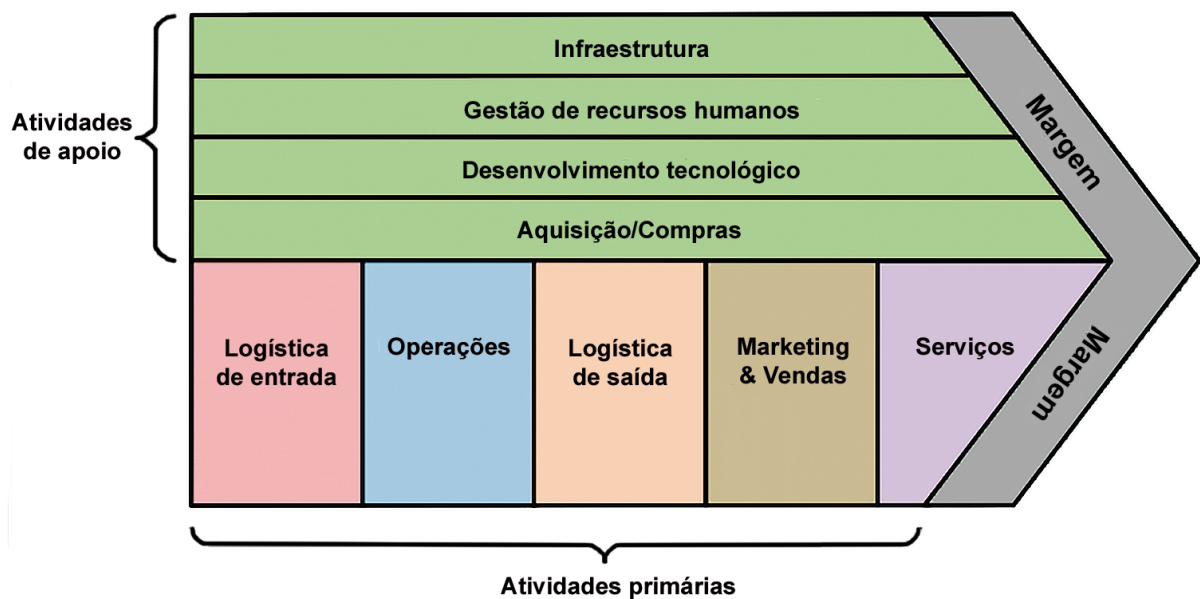 Infraestrutura
Gestão de recursos humanos
Desenvolvimento tecnológico
Aquisição/Compras
Atividades
de apoio
Margem
Logística
de entrada
Operações
Logística
de saída
Marketing
& Vendas
Serviços
Margem
Atividades primárias